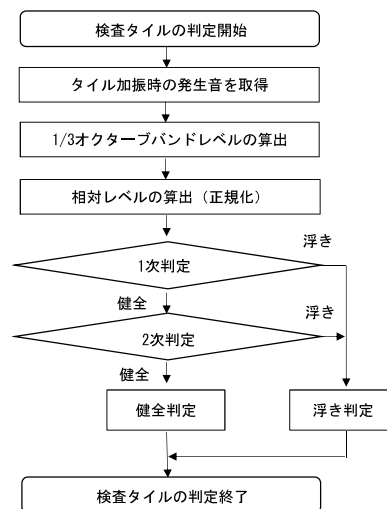 検査タイルの判定開始
タイル加振時の発生音を取得
1/3オクターブバンドレベルの算出
相対レベルの算出（正規化）
浮き
1次判定
健全
浮き
2次判定
健全
健全判定
浮き判定
検査タイルの判定終了